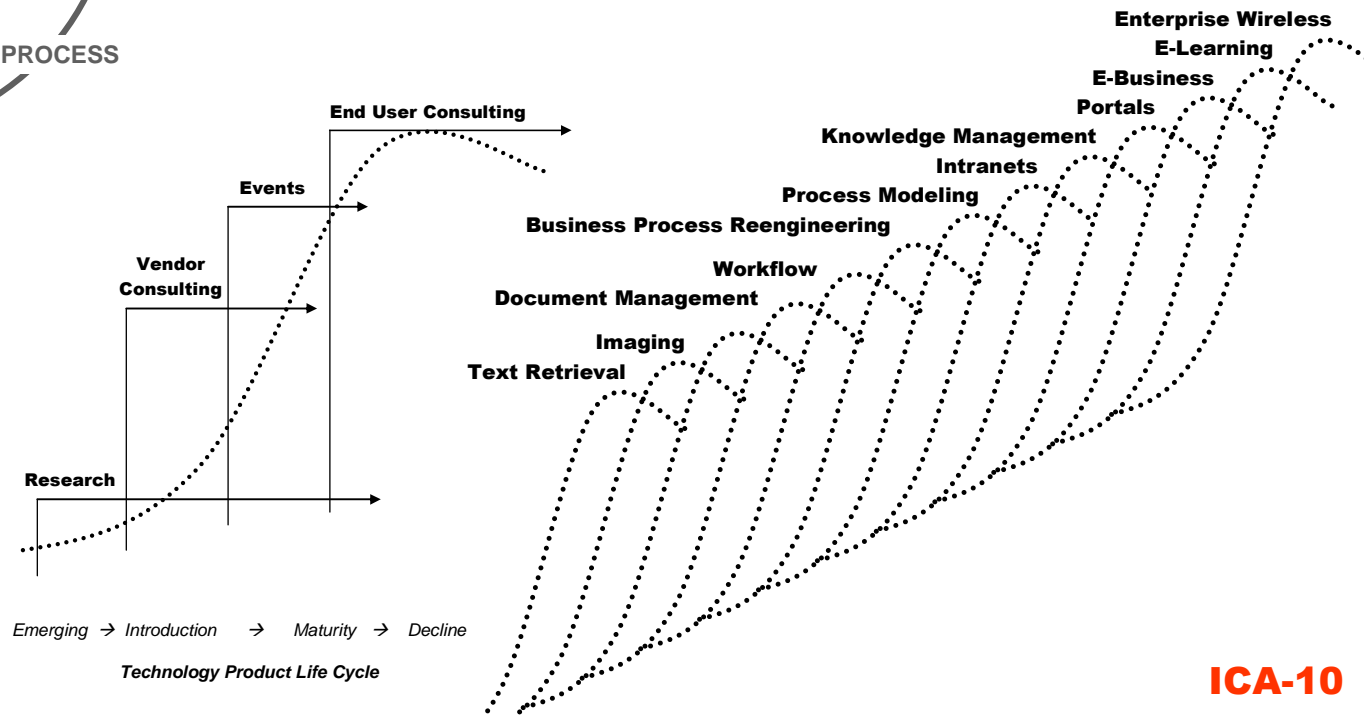 PROCESS
End User Consulting
Events
Vendor
Consulting
Research
Emerging → Introduction → Maturity → Decline
Technology Product Life Cycle
Enterprise Wireless
E-Learning
E-Business
Portals
Knowledge Management
Intranets
Process Modeling
Business Process Reengineering
Workflow
Document Management
Imaging
Text Retrieval
ICA-10